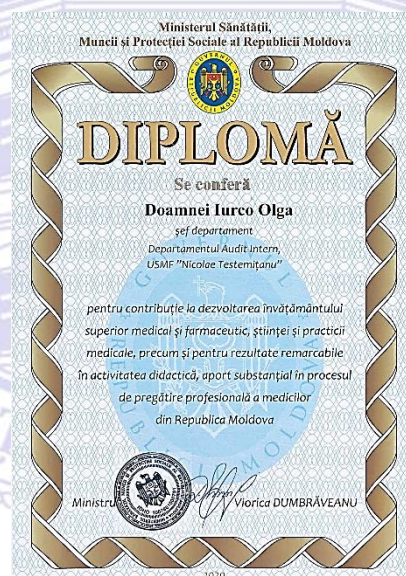 Ministerul Sănătății,
Muncii și Protecției Sociale al Republicii Moldova
GUVERNUL REPUBLICII MOLDOVA
DIPLOMĂ
Se conferă
Doamnei Iurco Olga
șef departament
Departamentul Audit Intern,
USMF "Nicolae Testemițanu"
pentru contribuție la dezvoltarea învățământului
superior medical și farmaceutic, științei și practicii
medicale, precum și pentru rezultate remarcabile
în activitatea didactică, aport substanțial în procesul
de pregătire profesională a medicilor
din Republica Moldova
Ministru Viorica DUMBRĂVEANU
2020